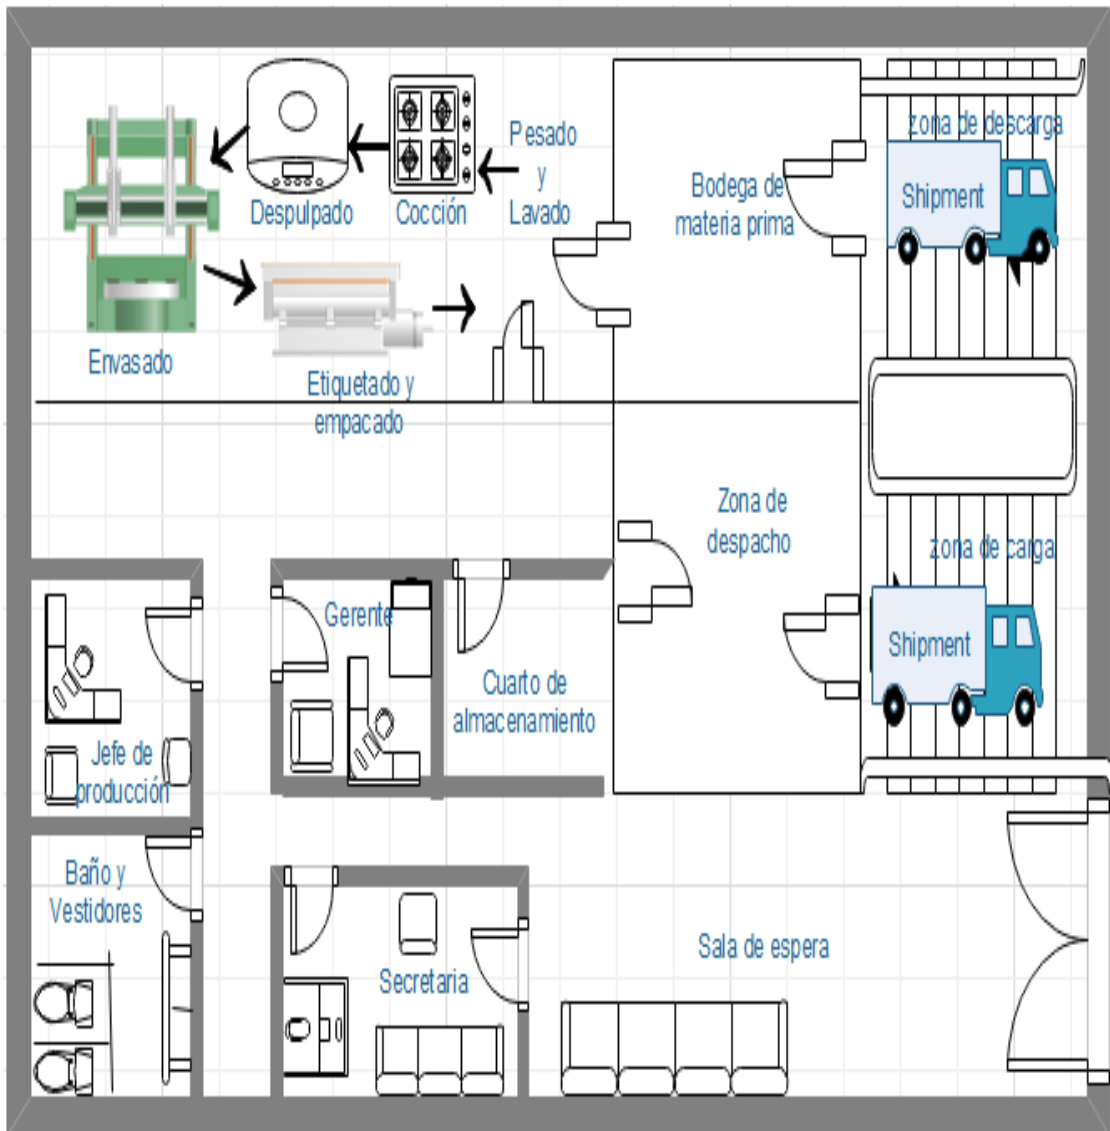 zona de descarga
Shipment
Pesado
y
Lavado
Bodega de
materia prima
Despulpado
Cocción
Envasado
Etiquetado y
empacado
Zona de
despacho
zona de carga
Shipment
Gerente
Cuarto de
almacenamiento
Jefe de
producción
Baño y
Vestidores
Secretaria
Sala de espera